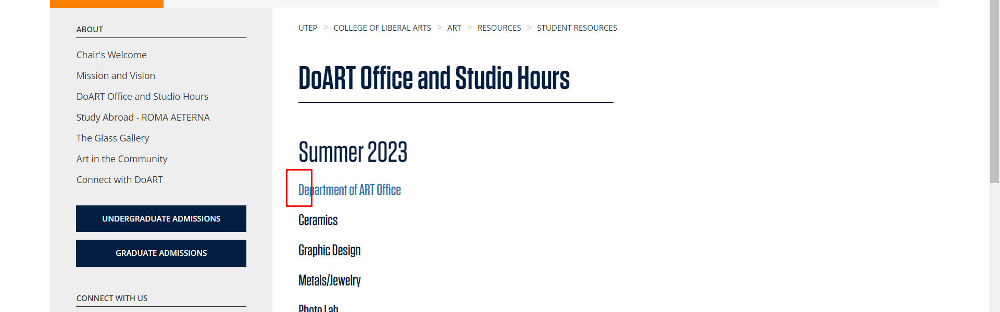 ABOUT
Chair's Welcome
Mission and Vision
DoART Office and Studio Hours
Study Abroad - ROMA AETERNA
The Glass Gallery
Art in the Community
Connect with DoART
UNDERGRADUATE ADMISSIONS
GRADUATE ADMISSIONS
CONNECT WITH US
UTEP > COLLEGE OF LIBERAL ARTS > ART > RESOURCES > STUDENT RESOURCES
DoART Office and Studio Hours
Summer 2023
Department of ART Office
Ceramics
Graphic Design
Metals/Jewelry
Photo Lab